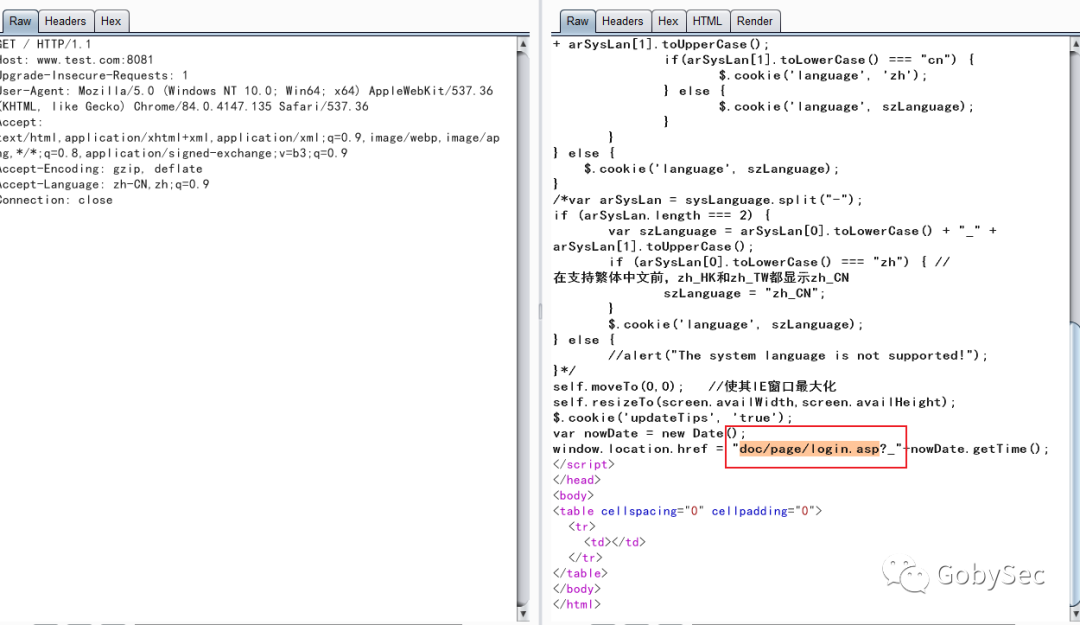 Raw Headers Hex
GET / HTTP/1.1
Host: www.test.com:8081
Upgrade-Insecure-Requests: 1
User-Agent: Mozilla/5.0 (Windows NT 10.0; Win64; x64) AppleWebKit/537.36
(KHTML, like Gecko) Chrome/84.0.4147.135 Safari/537.36
Accept:
text/html,application/xhtml+xml,application/xml;q=0.9,image/webp,image/ap
ng,*/*;q=0.8,application/signed-exchange;v=b3;q=0.9
Accept-Encoding: gzip, deflate
Accept-Language: zh-CN,zh;q=0.9
Connection: close
Raw Headers Hex HTML Render
+ arSysLan[1].toUpperCase();
if(arSysLan[1].toLowerCase() === "cn") {
$.cookie('language', 'zh');
} else {
$.cookie('language', szLanguage);
}
}
} else {
$.cookie('language', szLanguage);
}
/*var arSysLan = sysLanguage.split("-");
if (arSysLan.length === 2) {
var szLanguage = arSysLan[0].toLowerCase() + "_" +
arSysLan[1].toUpperCase();
if (arSysLan[0].toLowerCase() === "zh") { //
在支持繁体中文前，zh_HK和zh_TW都显示zh_CN
szLanguage = "zh_CN";
}
$.cookie('language', szLanguage);
} else {
//alert("The system language is not supported!");
}*/
self.moveTo(0,0); //使其IE窗口最大化
self.resizeTo(screen.availWidth,screen.availHeight);
$.cookie('updateTips', 'true');
var nowDate = new Date();
window.location.href = "doc/page/login.asp?_"+nowDate.getTime();
</script>
</head>
<body>
<table cellspacing="0" cellpadding="0">
<tr>
<td></td>
</tr>
</table>
</body>
</html>
GobySec